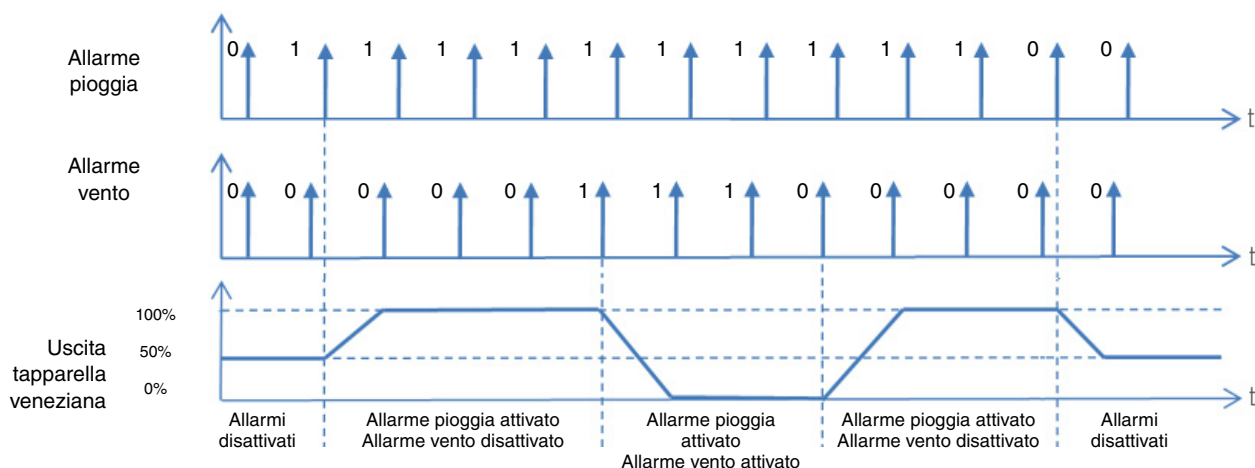 Allarme
pioggia
0 1 1 1 1 1 1 1 1 1 1 0 0
t
Allarme
vento
0 0 0 0 0 1 1 1 0 0 0 0 0
t
100%
50%
0%
Uscita
tapparella
veneziana
t
Allarmi
disattivati
Allarme pioggia attivato
Allarme vento disattivato
Allarme pioggia
attivato
Allarme vento attivato
Allarme pioggia attivato
Allarme vento disattivato
Allarmi
disattivati